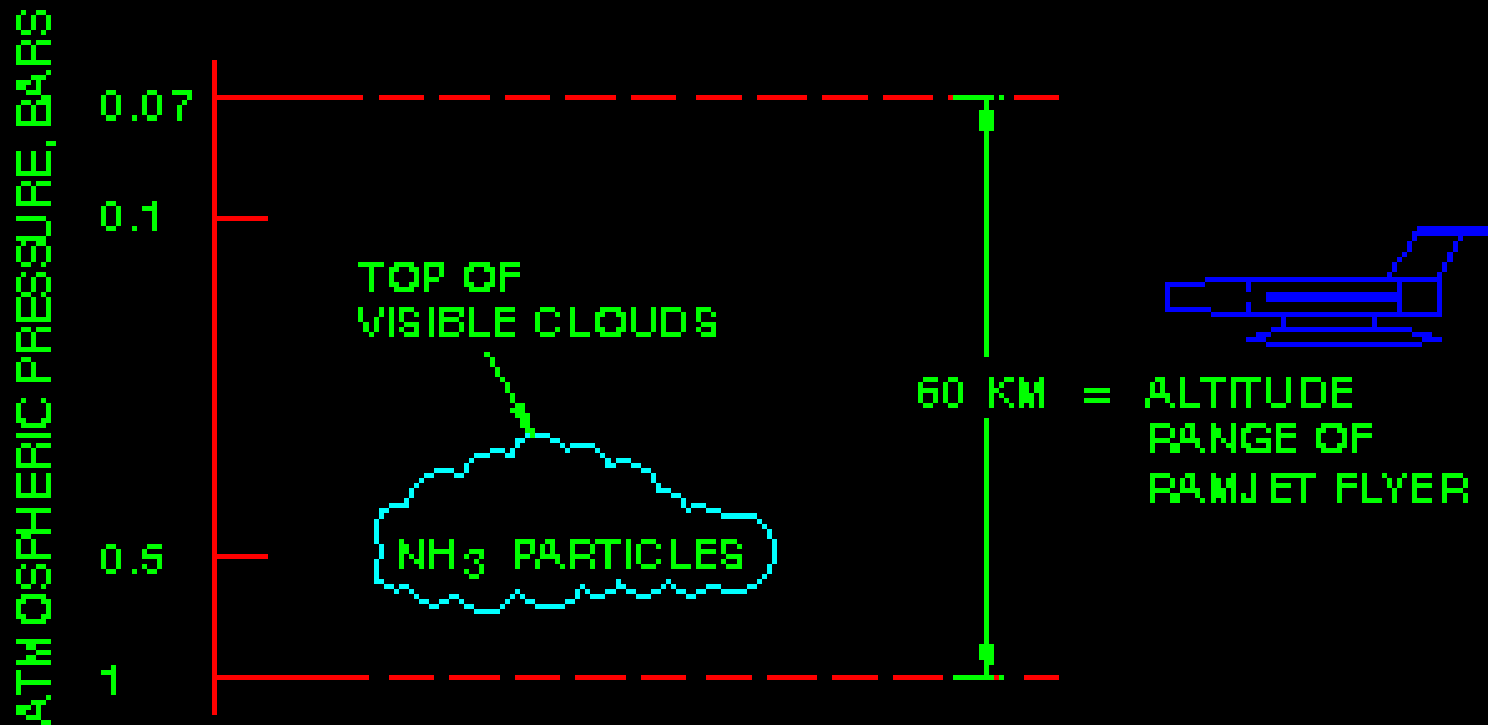 ATMOSPHERIC PRESSURE, BARS
0.07
0.1
TOP OF
VISIBLE CLOUDS
60 KM = ALTITUDE
RANGE OF
RAMJET FLYER
0.5
NH3 PARTICLES
1